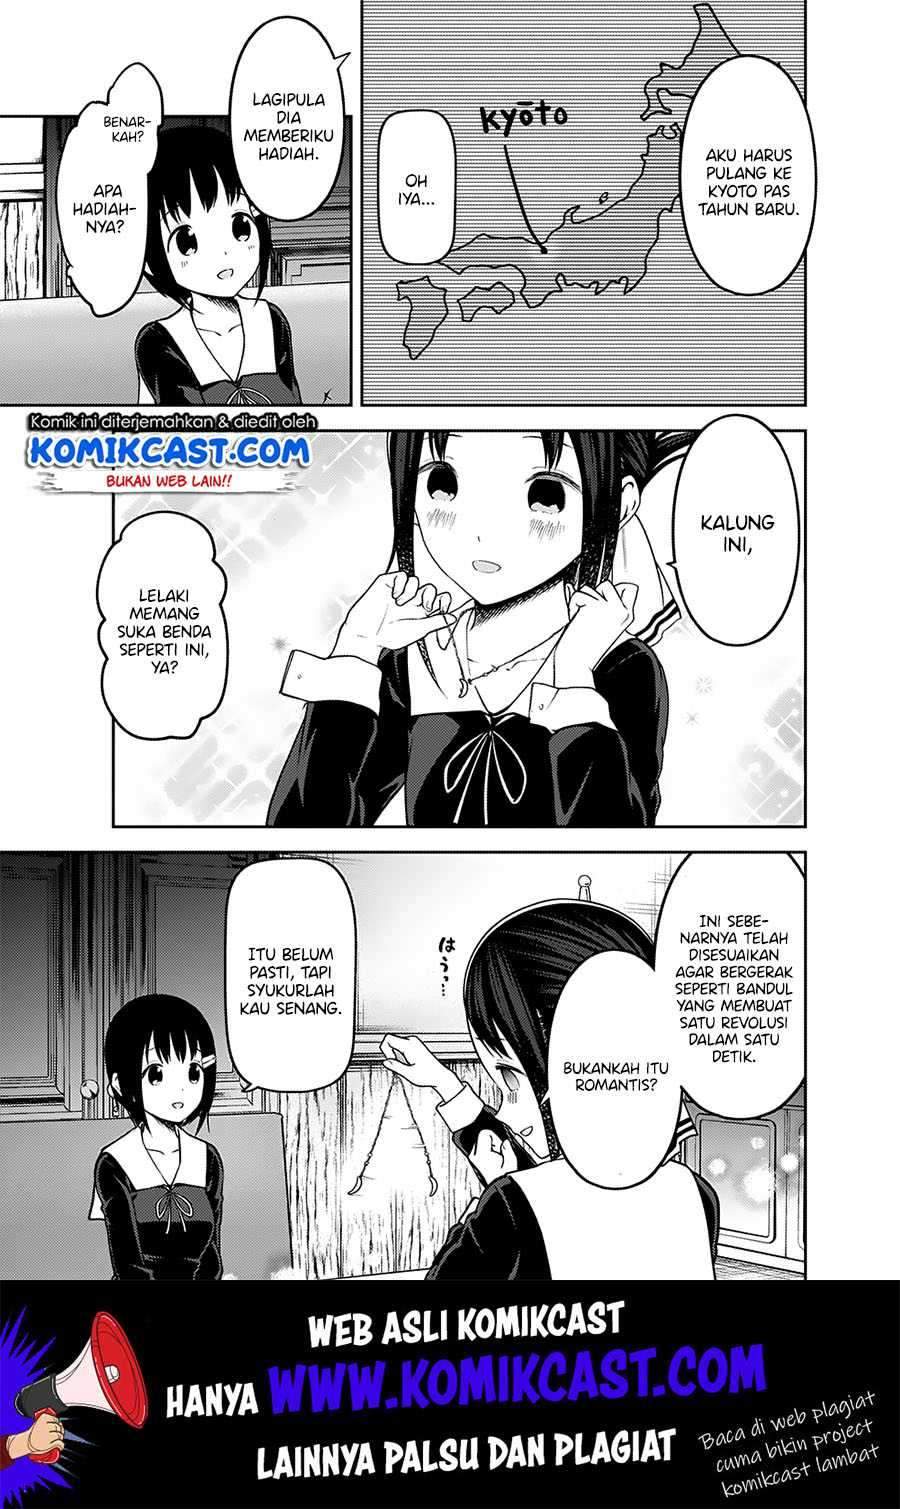 AKU HARUS
PULANG KE
KYOTO PAS
TAHUN BARU.
kyōto
OH
IYA...
LAGIPULA
DIA
MEMBERIKU
HADIAH.
BENAR-
KAH?
APA
HADIAH-
NYA?
Komik ini diterjemahkan & diedit oleh
KOMIKCAST.COM
BUKAN WEB LAIN!!
KALUNG
INI,
LELAKI
MEMANG
SUKA BENDA
SEPERTI INI,
YA?
INI SEBE-
NARNYA TELAH
DISESUAIKAN
AGAR BERGERAK
SEPERTI BANDUL
YANG MEMBUAT
SATU REVOLUSI
DALAM SATU
DETIK.
BUKANKAH ITU
ROMANTIS?
はうっ…
ITU BELUM
PASTI, TAPI
SYUKURLAH
KAU SENANG.
WEB ASLI KOMIKCAST
HANYA WWW.KOMIKCAST.COM
LAINNYA PALSU DAN PLAGIAT
Baca di web plagiat
cuma bikin project
komikcast lambat